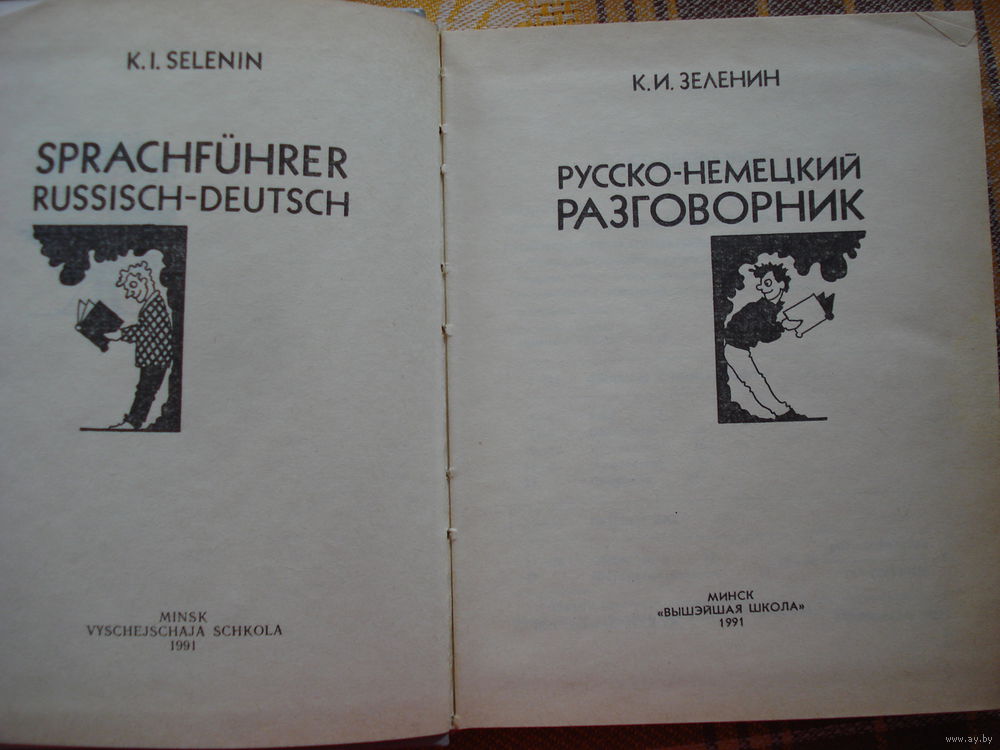 K. I. SELENIN
SPRACHFÜHRER
RUSSISCH-DEUTSCH
MINSK
VYSCHEJSCHAJA SCHKOLA
1991
К. И. ЗЕЛЕНИН
РУССКО-НЕМЕЦКИЙ
РАЗГОВОРНИК
МИНСК
«ВЫШЭЙШАЯ ШКОЛА»
1991
www.ay.by